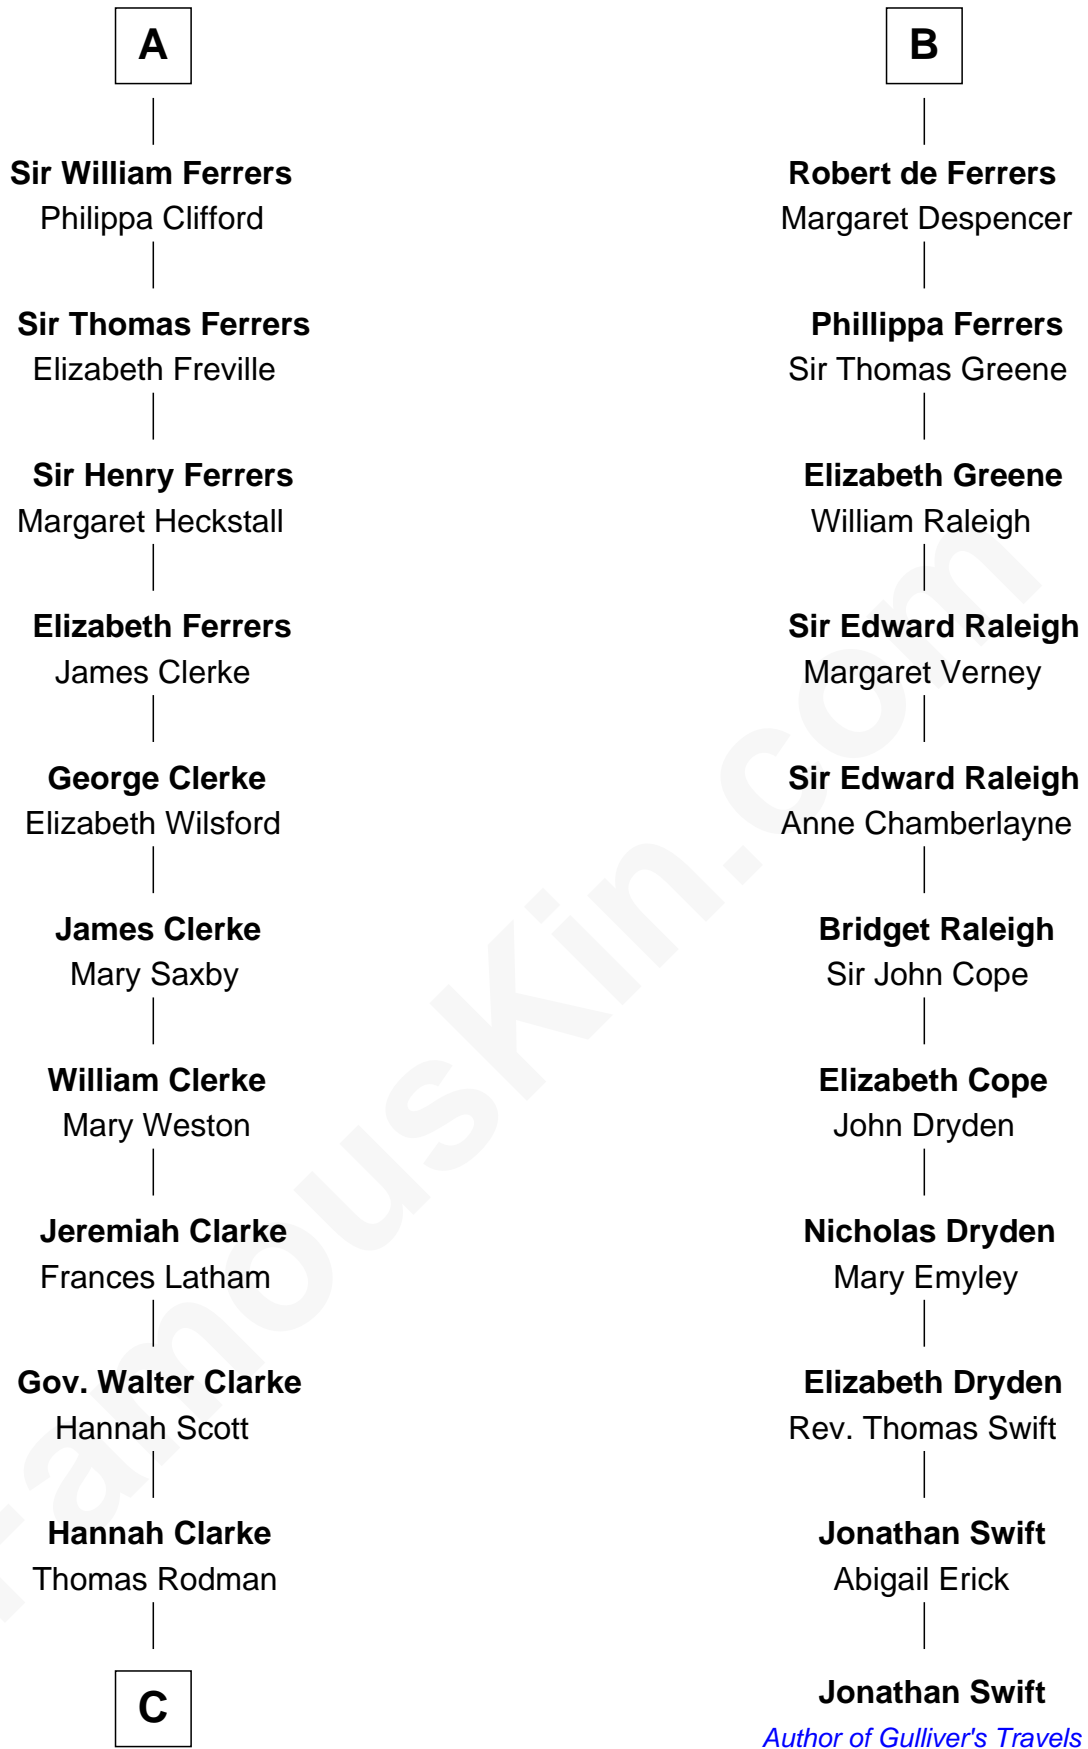 A
Sir William Ferrers
Philippa Clifford
Sir Thomas Ferrers
Elizabeth Freville
Sir Henry Ferrers
Margaret Heckstall
Elizabeth Ferrers
James Clerke
George Clerke
Elizabeth Wilsford
James Clerke
Mary Saxby
William Clerke
Mary Weston
Jeremiah Clarke
Frances Latham
Gov. Walter Clarke
Hannah Scott
Hannah Clarke
Thomas Rodman
C
B
Robert de Ferrers
Margaret Despencer
Phillippa Ferrers
Sir Thomas Greene
Elizabeth Greene
William Raleigh
Sir Edward Raleigh
Margaret Verney
Sir Edward Raleigh
Anne Chamberlayne
Bridget Raleigh
Sir John Cope
Elizabeth Cope
John Dryden
Nicholas Dryden
Mary Emyley
Elizabeth Dryden
Rev. Thomas Swift
Jonathan Swift
Abigail Erick
Jonathan Swift
Author of Gulliver's Travels
FamousKin.com